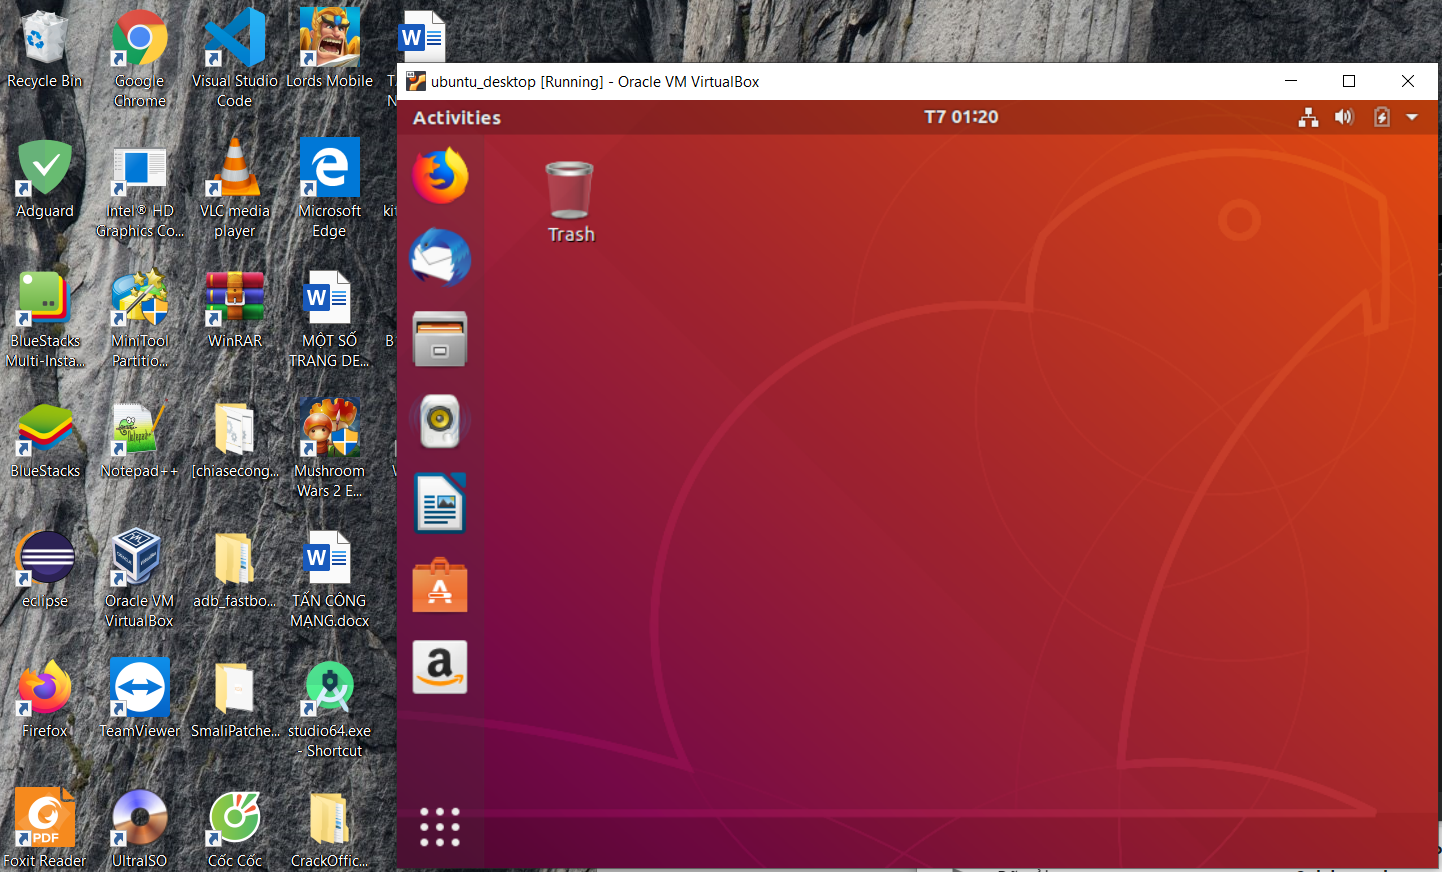 Recycle Bin
Google
Chrome
Visual Studio
Code
Lords Mobile
Adguard
Intel® HD
Graphics Co...
VLC media
player
Microsoft
Edge
BlueStacks
Multi-Insta...
MiniTool
Partitio...
WinRAR
MỘT SỐ
TRANG DE...
BlueStacks
Notepad++
[chiasecong...
Mushroom
Wars 2 E...
eclipse
Oracle VM
VirtualBox
adb_fastbo...
TẤN CÔNG
MẠNG.docx
Firefox
TeamViewer
SmaliPatche...
studio64.exe
- Shortcut
Foxit Reader
UltraISO
Cốc Cốc
CrackOffic...
PDF
ubuntu_desktop [Running] - Oracle VM VirtualBox
Activities
T7 01:20
Trash